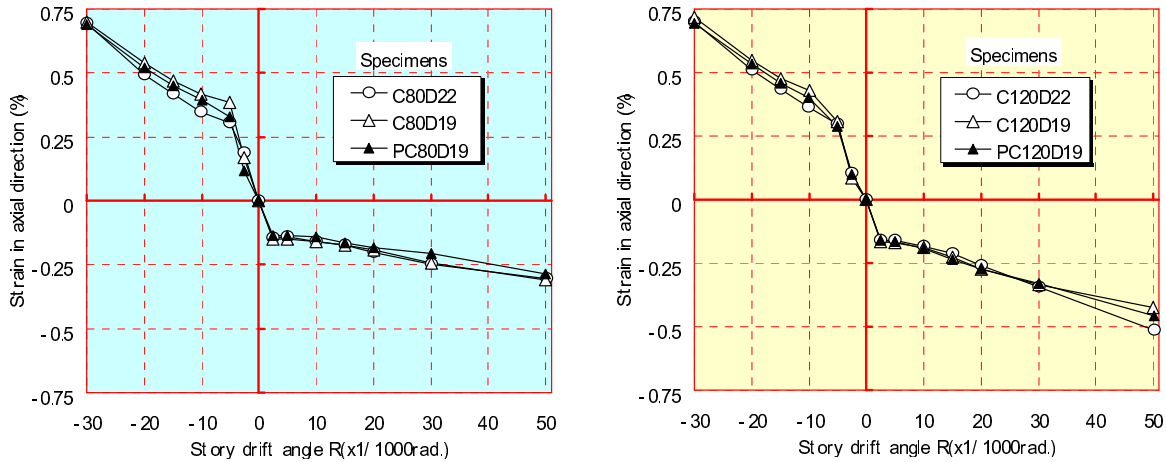 0.75
0.5
0.25
0
-0.25
-0.5
-0.75
Strain in axial direction (%)
Specimens
C80D22
C80D19
PC80D19
-30 -20 -10 0 10 20 30 40 50
Story drift angle R(x1/1000rad.)
0.75
0.5
0.25
0
-0.25
-0.5
-0.75
Strain in axial direction (%)
Specimens
C120D22
C120D19
PC120D19
-30 -20 -10 0 10 20 30 40 50
Story drift angle R(x1/1000rad.)